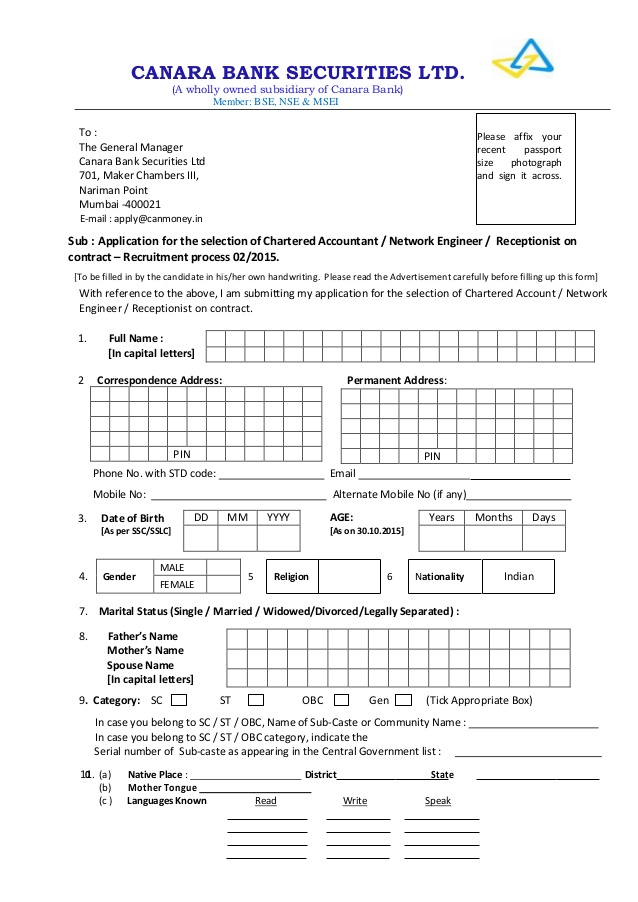 CANARA BANK SECURITIES LTD.
(A wholly owned subsidiary of Canara Bank)
Member: BSE, NSE & MSEI
To :
The General Manager
Canara Bank Securities Ltd
701, Maker Chambers III,
Nariman Point
Mumbai -400021
E-mail : apply@canmoney.in
Please affix your
recent passport
size photograph
and sign it across.
Sub : Application for the selection of Chartered Accountant / Network Engineer / Receptionist on
contract – Recruitment process 02/2015.
[To be filled in by the candidate in his/her own handwriting. Please read the Advertisement carefully before filling up this form]
With reference to the above, I am submitting my application for the selection of Chartered Account / Network
Engineer / Receptionist on contract.
1. Full Name :
[In capital letters]
2 Correspondence Address: Permanent Address:
PIN PIN
Phone No. with STD code: Email
Mobile No: Alternate Mobile No (if any)
3. Date of Birth DD MM YYYY AGE: Years Months Days
[As per SSC/SSLC] [As on 30.10.2015]
4. Gender MALE 5 Religion 6 Nationality Indian
FEMALE
7. Marital Status (Single / Married / Widowed/Divorced/Legally Separated) :
8. Father's Name
Mother's Name
Spouse Name
[In capital letters]
9. Category: SC ST OBC Gen (Tick Appropriate Box)
In case you belong to SC / ST / OBC, Name of Sub-Caste or Community Name :
In case you belong to SC / ST / OBC category, indicate the
Serial number of Sub-caste as appearing in the Central Government list :
(a) Native Place : District State
(b) Mother Tongue
(c ) Languages Known Read Write Speak